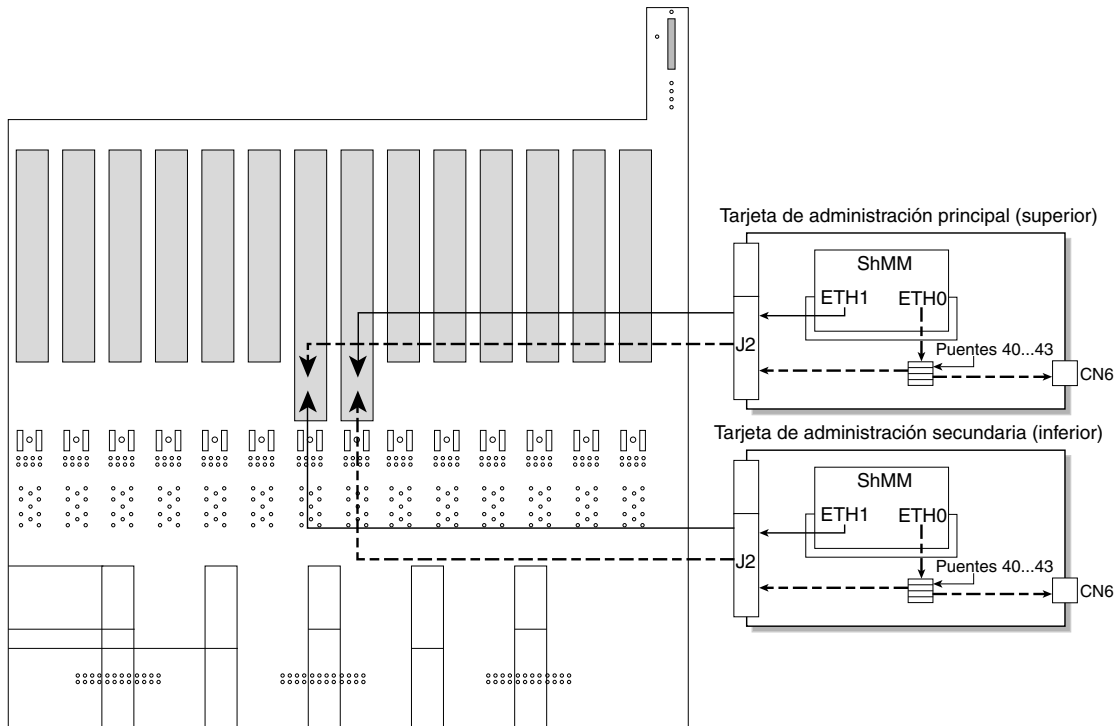 Tarjeta de administración principal (superior)
ShMM
ETH1 ETH0
J2
Puentes 40...43
CN6
Tarjeta de administración secundaria (inferior)
ShMM
ETH1 ETH0
J2
Puentes 40...43
CN6